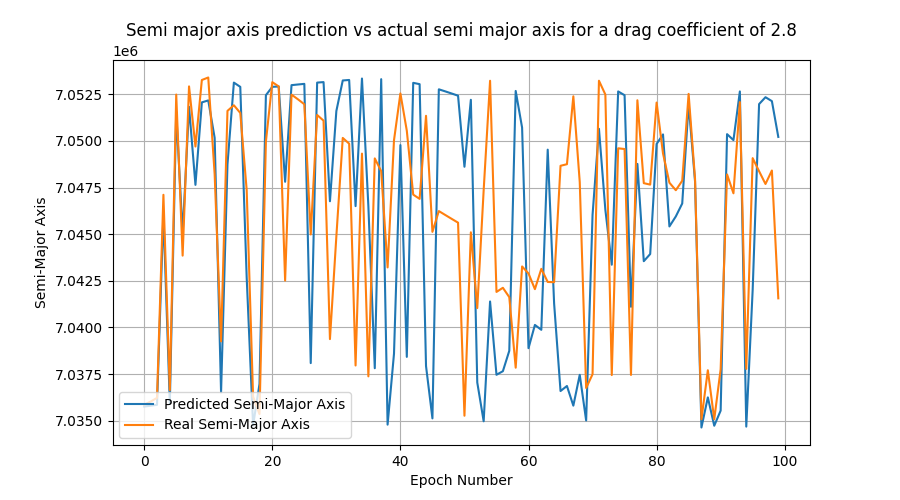 Semi major axis prediction vs actual semi major axis for a drag coefficient of 2.8
1e6
7.0525
7.0500
7.0475
7.0450
7.0425
7.0400
7.0375
7.0350
Semi-Major Axis
Predicted Semi-Major Axis
Real Semi-Major Axis
0 20 40 60 80 100
Epoch Number